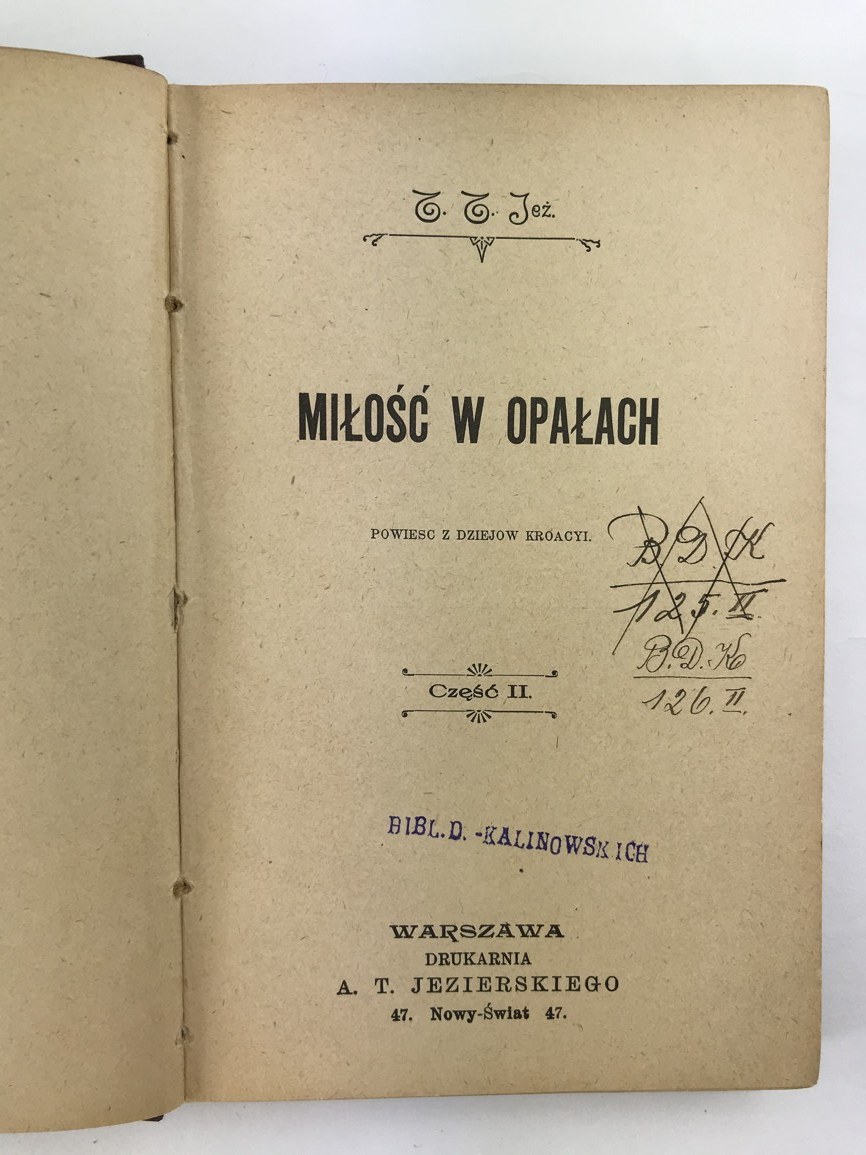 T. T. Jeż.
MIŁOŚĆ W OPAŁACH
POWIESC Z DZIEJOW KROACYI.
B D. K
125. II.
B. D. K
126. II.
Część II.
BIBL. D. -KALINOWSKICH
WARSZAWA
DRUKARNIA
A. T. JEZIERSKIEGO
47. Nowy-Świat 47.